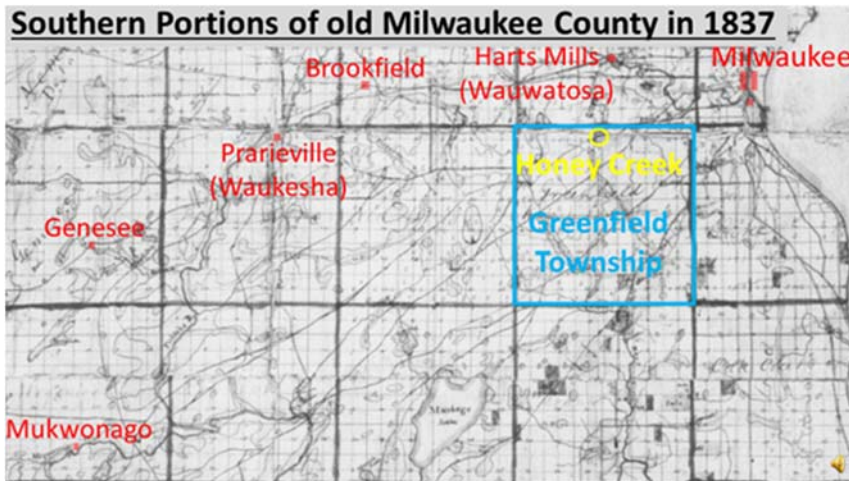 Southern Portions of old Milwaukee County in 1837
Harts Mills
(Wauwatosa)
Milwaukee
Brookfield
Prarieville
(Waukesha)
Honey Creek
Genesee
Greenfield
Township
Mukwonago